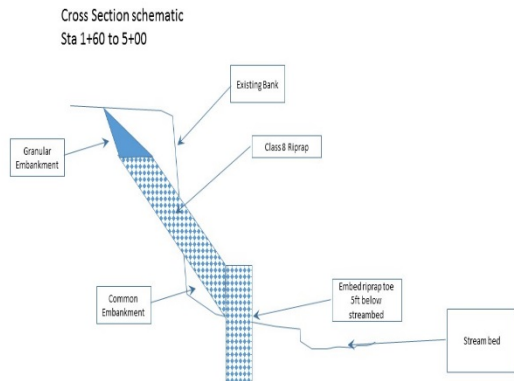 Cross Section schematic
Sta 1+60 to 5+00
Existing Bank
Granular
Embankment
Class 8 Riprap
Common
Embankment
Embed riprap toe
5ft below
streambed
Stream bed